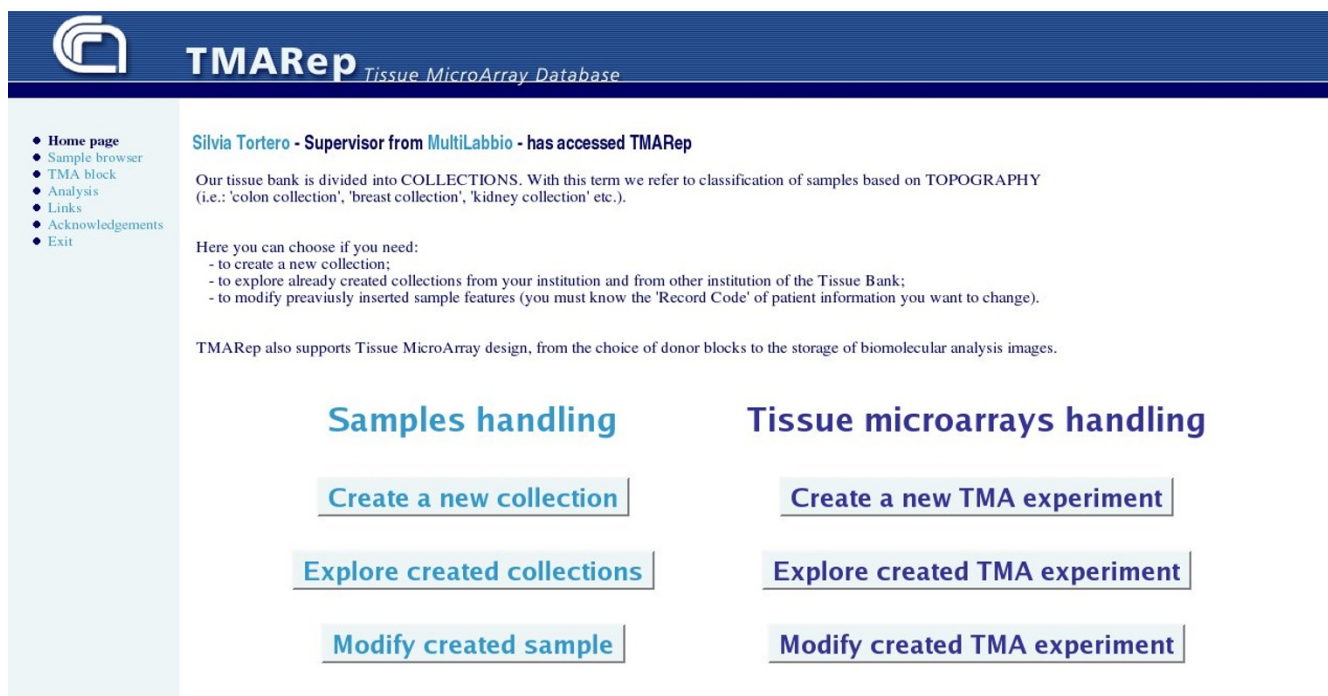 TMARep Tissue MicroArray Database
Home page
Sample browser
TMA block
Analysis
Links
Acknowledgements
Exit
Silvia Tortero - Supervisor from MultiLabbio - has accessed TMARep
Our tissue bank is divided into COLLECTIONS. With this term we refer to classification of samples based on TOPOGRAPHY
(i.e.: 'colon collection', 'breast collection', 'kidney collection' etc.).
Here you can choose if you need:
- to create a new collection;
- to explore already created collections from your institution and from other institution of the Tissue Bank;
- to modify preaviusly inserted sample features (you must know the 'Record Code' of patient information you want to change).
TMARep also supports Tissue MicroArray design, from the choice of donor blocks to the storage of biomolecular analysis images.
Samples handling
Create a new collection
Explore created collections
Modify created sample
Tissue microarrays handling
Create a new TMA experiment
Explore created TMA experiment
Modify created TMA experiment